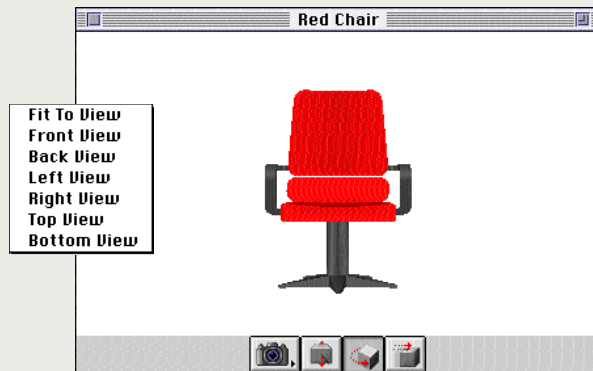 Red Chair
Fit To View
Front View
Back View
Left View
Right View
Top View
Bottom View